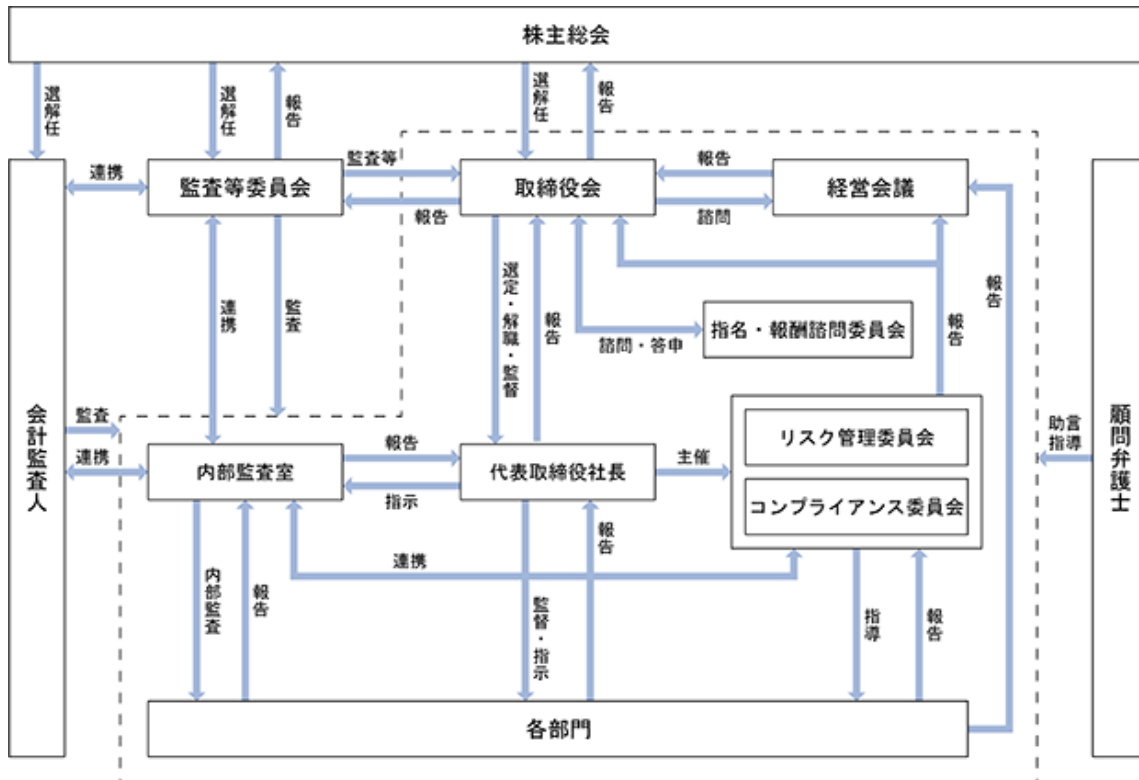 株主総会
選解任
選解任
報告
選解任
報告
連携
監査等委員会
監査等
報告
取締役会
報告
諮問
経営会議
連携
監査
選定・解職・監督
報告
諮問・答申
指名・報酬諮問委員会
報告
報告
会計監査人
監査
連携
内部監査室
報告
指示
代表取締役社長
主催
リスク管理委員会
コンプライアンス委員会
助言
指導
顧問弁護士
内部監査
報告
連携
監督・指示
報告
指導
報告
各部門